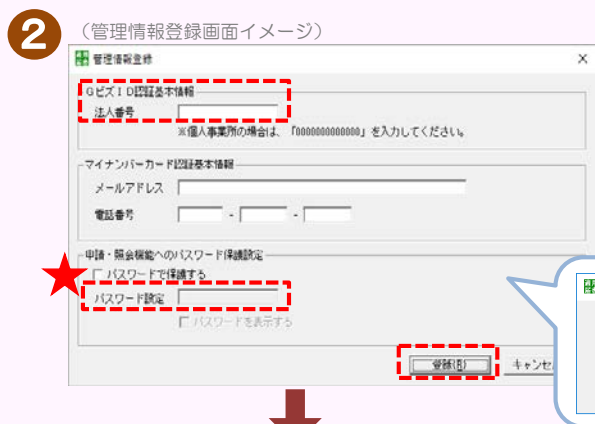 2 （管理情報登録画面イメージ）
管理情報登録 ×
GビズID認証基本情報
法人番号
※個人事業所の場合は、「0000000000000」を入力してください。
マイナンバーカード認証基本情報
メールアドレス
電話番号 - -
申請・照会機能へのパスワード保護設定
パスワードで保護する
パスワード設定
パスワードを表示する
登録(R) キャンセ